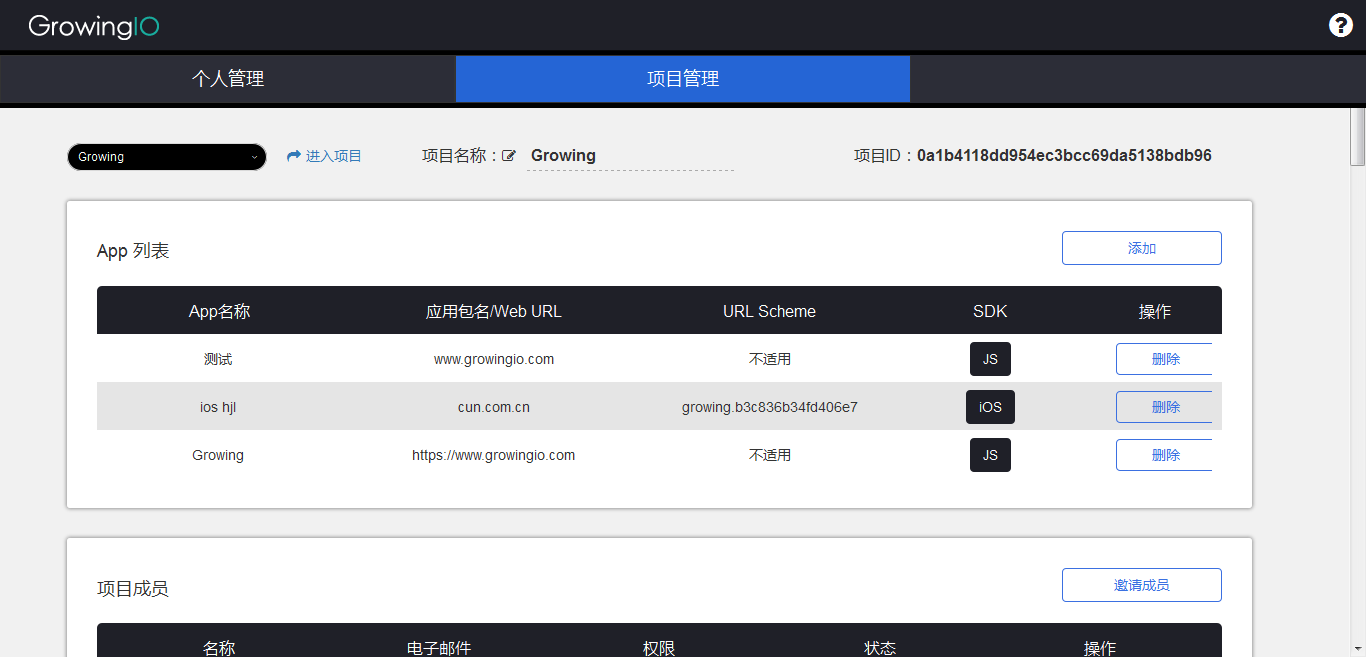 GrowingIO
个人管理 项目管理
Growing 进入项目 项目名称： Growing 项目ID：0a1b4118dd954ec3bcc69da5138bdb96
App 列表 添加
App名称 应用包名/Web URL URL Scheme SDK 操作
测试 www.growingio.com 不适用 JS 删除
ios hjl cun.com.cn growing.b3c836b34fd406e7 iOS 删除
Growing https://www.growingio.com 不适用 JS 删除
项目成员 邀请成员
名称 电子邮件 权限 状态 操作